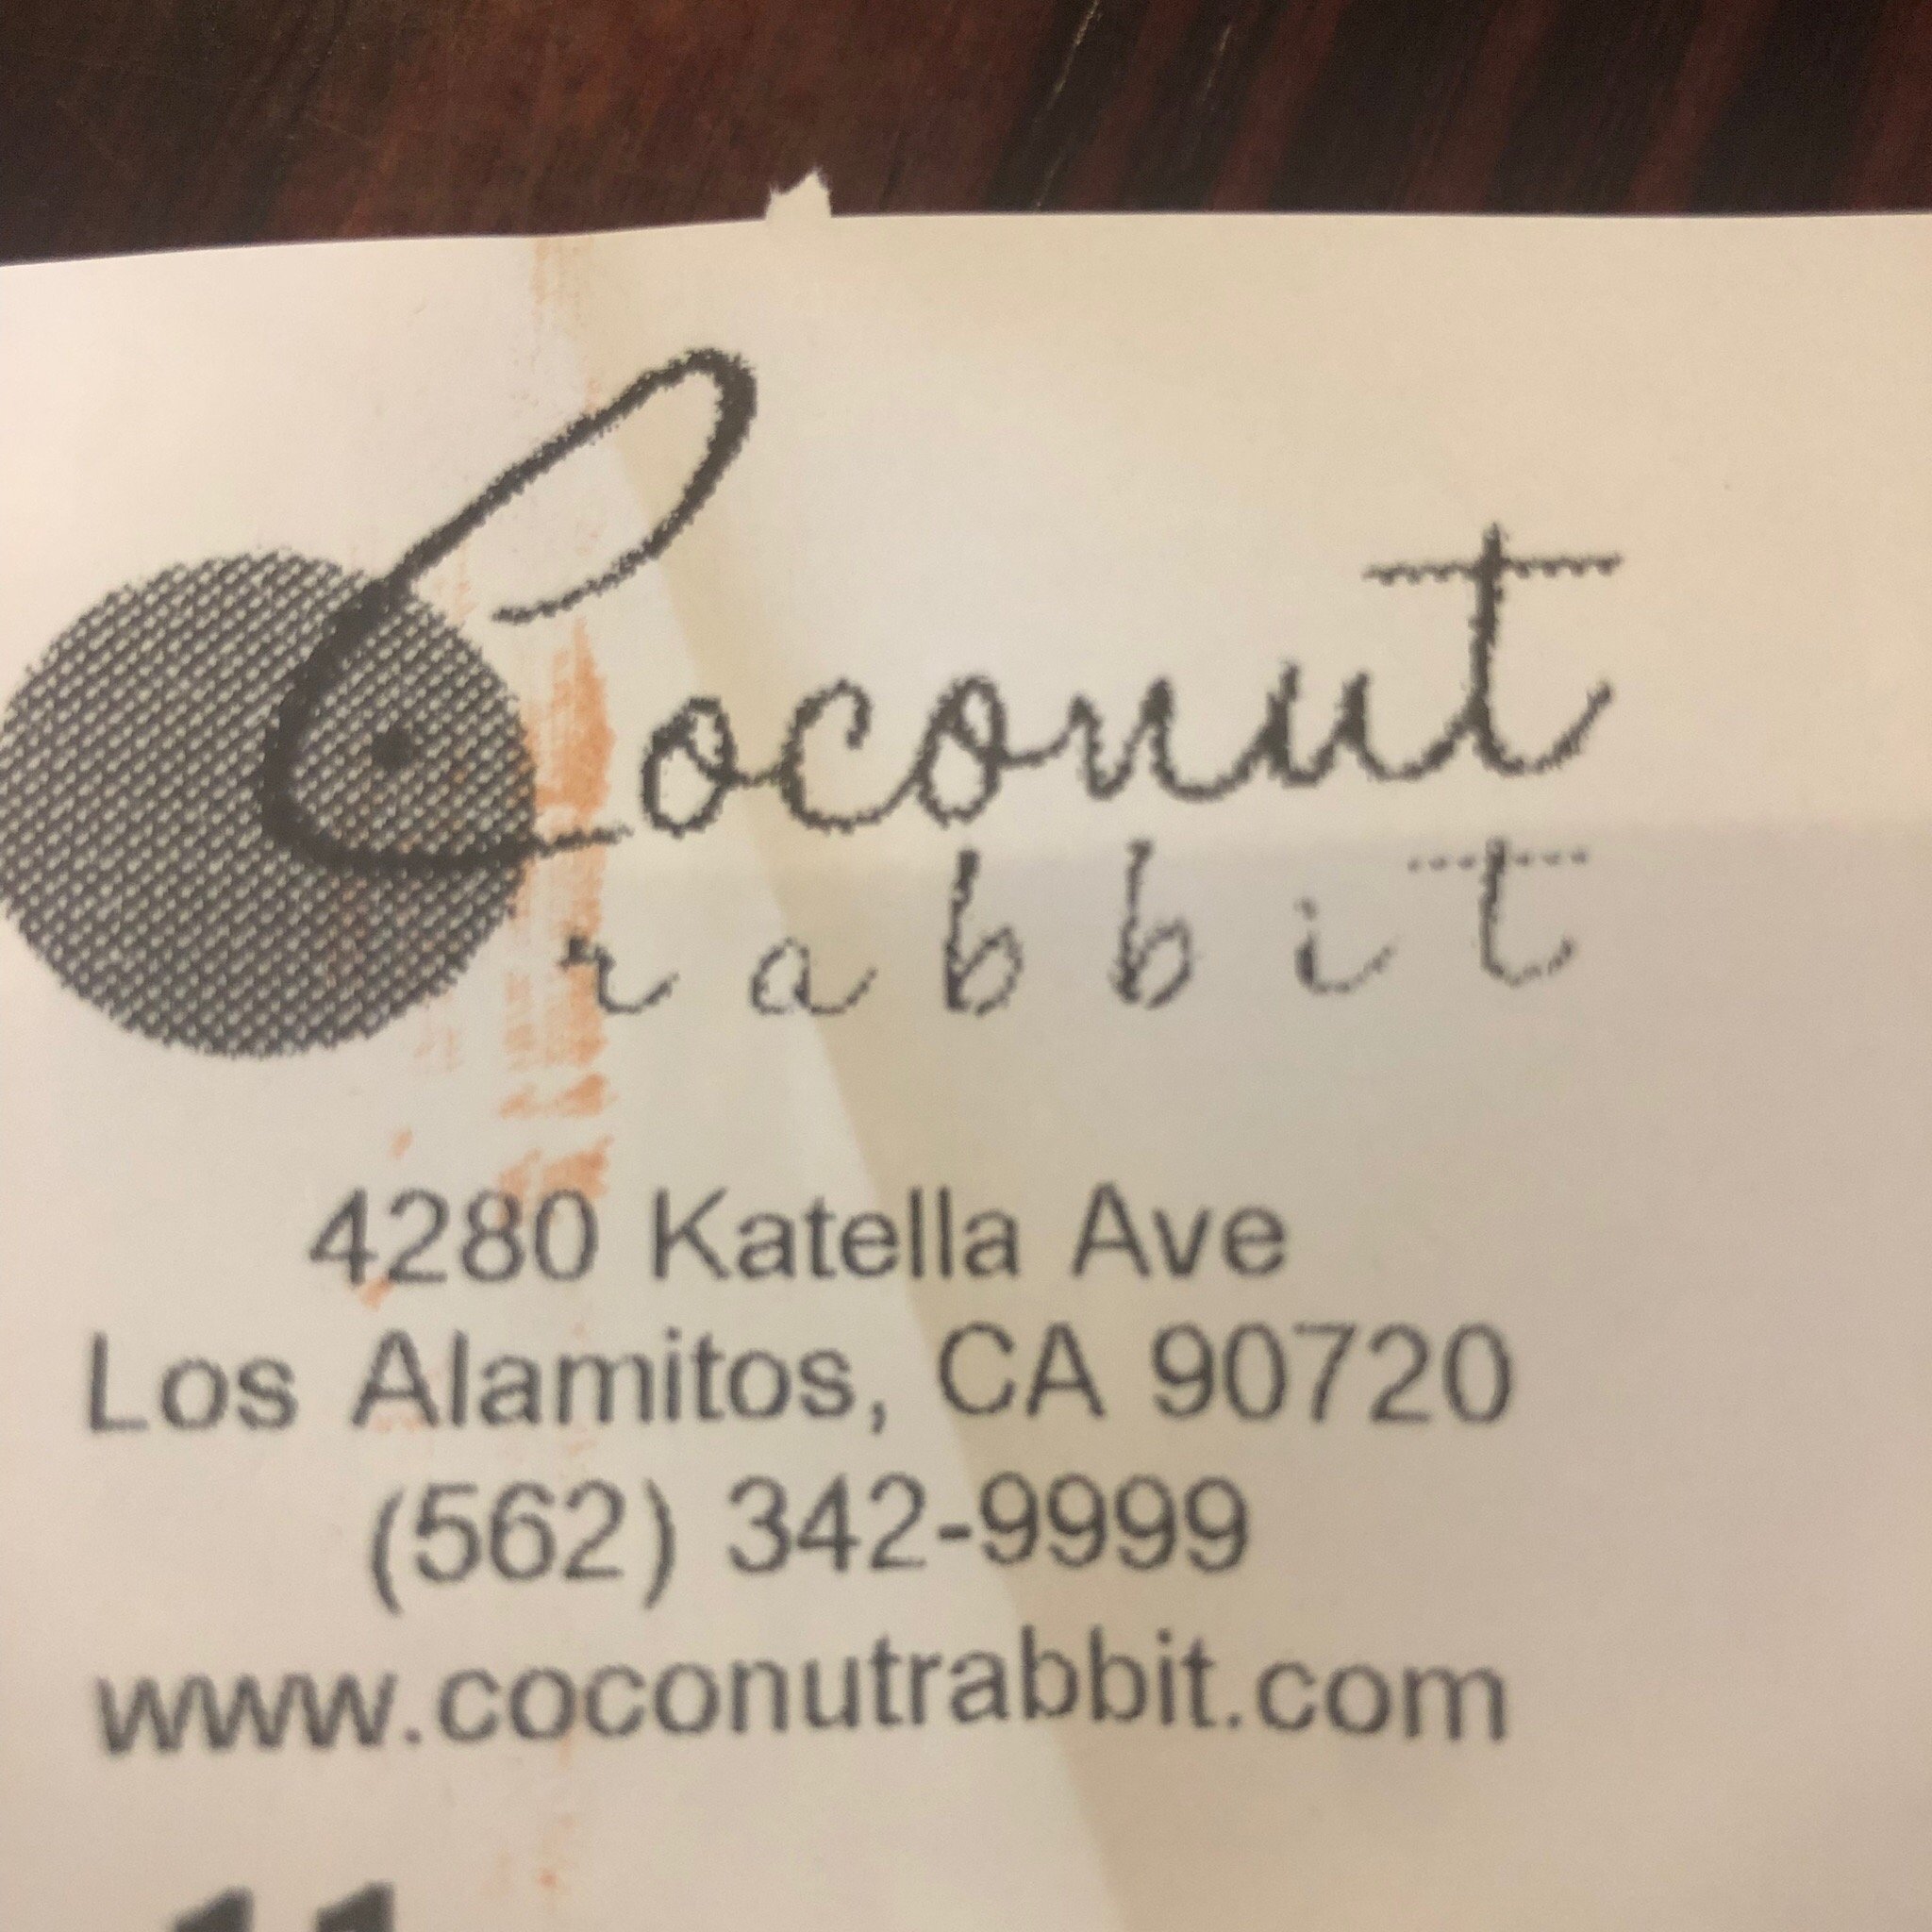 Coconut
rabbit
4280 Katella Ave
Los Alamitos, CA 90720
(562) 342-9999
www.coconutrabbit.com